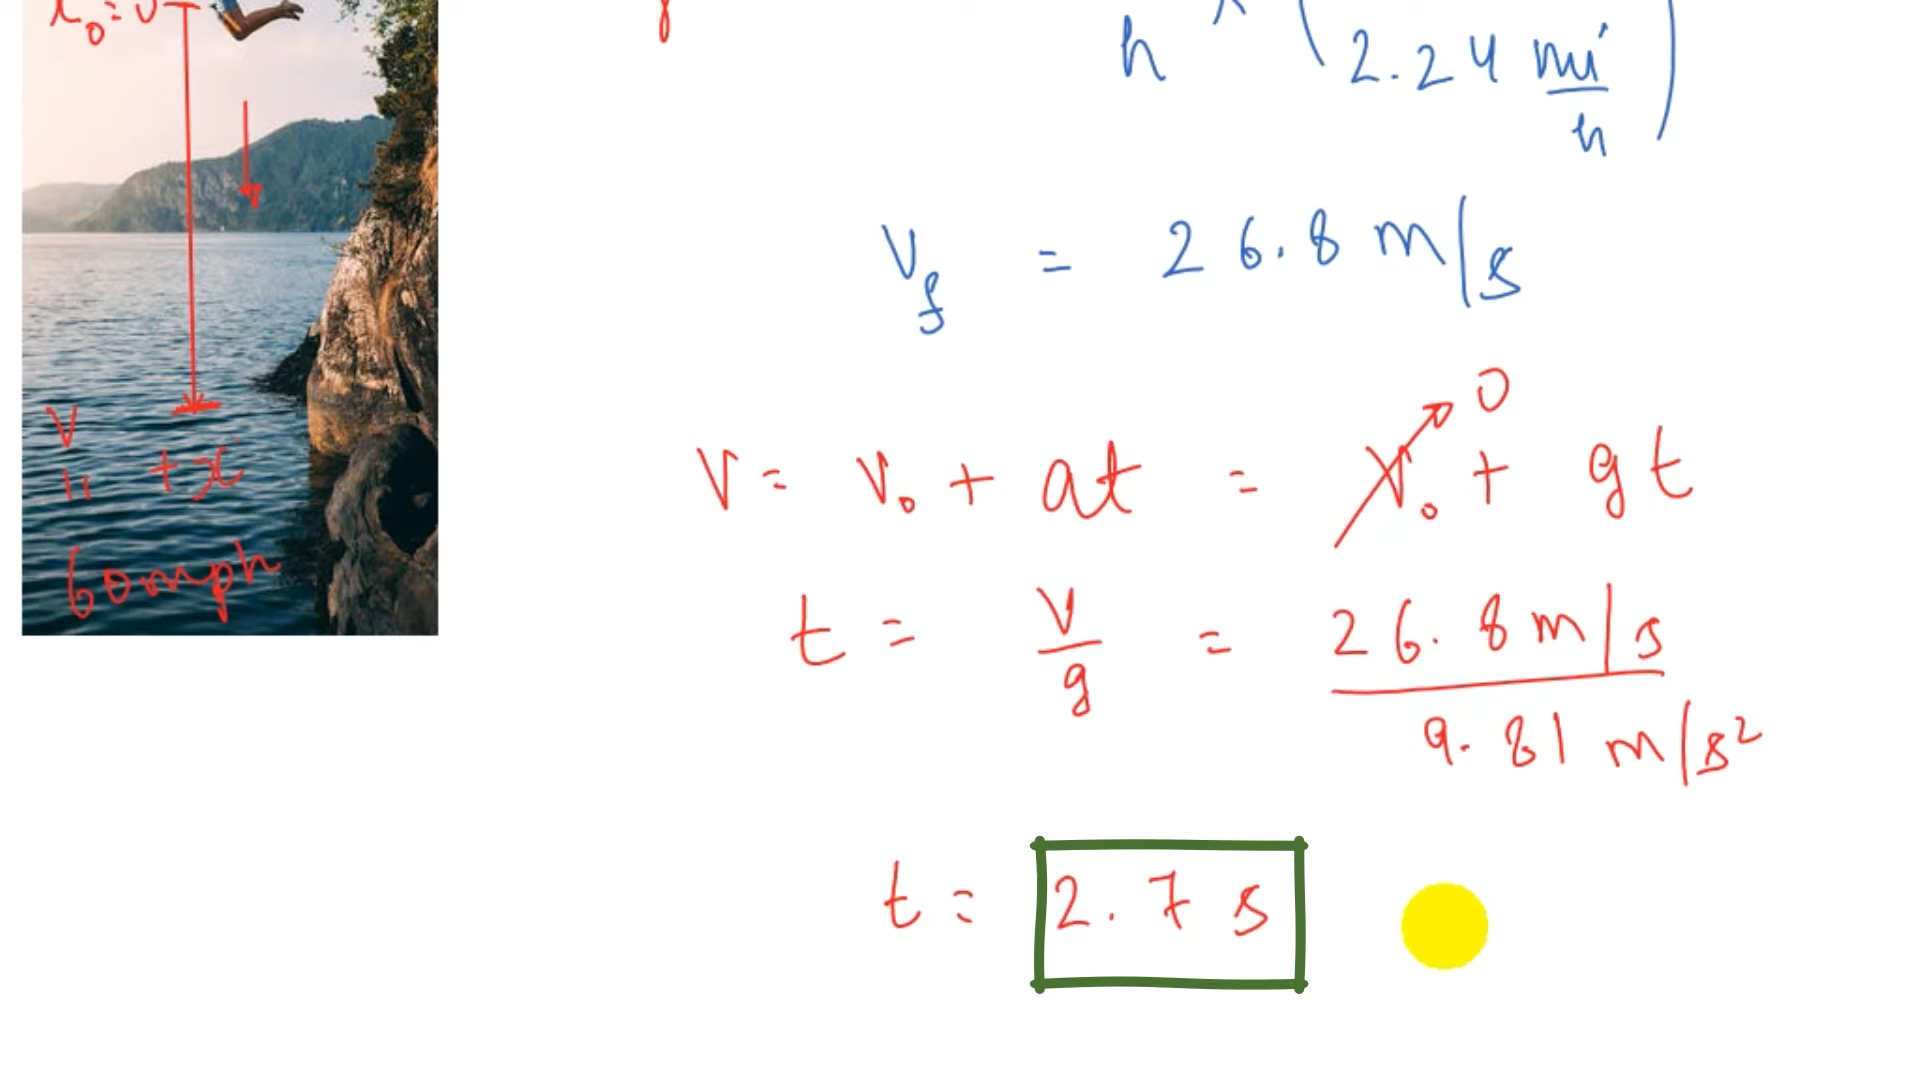 h × ( 2.24 mi/h )
v_f = 26.8 m/s
v = v₀ + at = v₀ + gt
0
t = v/g = 26.8 m/s / 9.81 m/s²
t = 2.7 s
v
=
+x
60mph